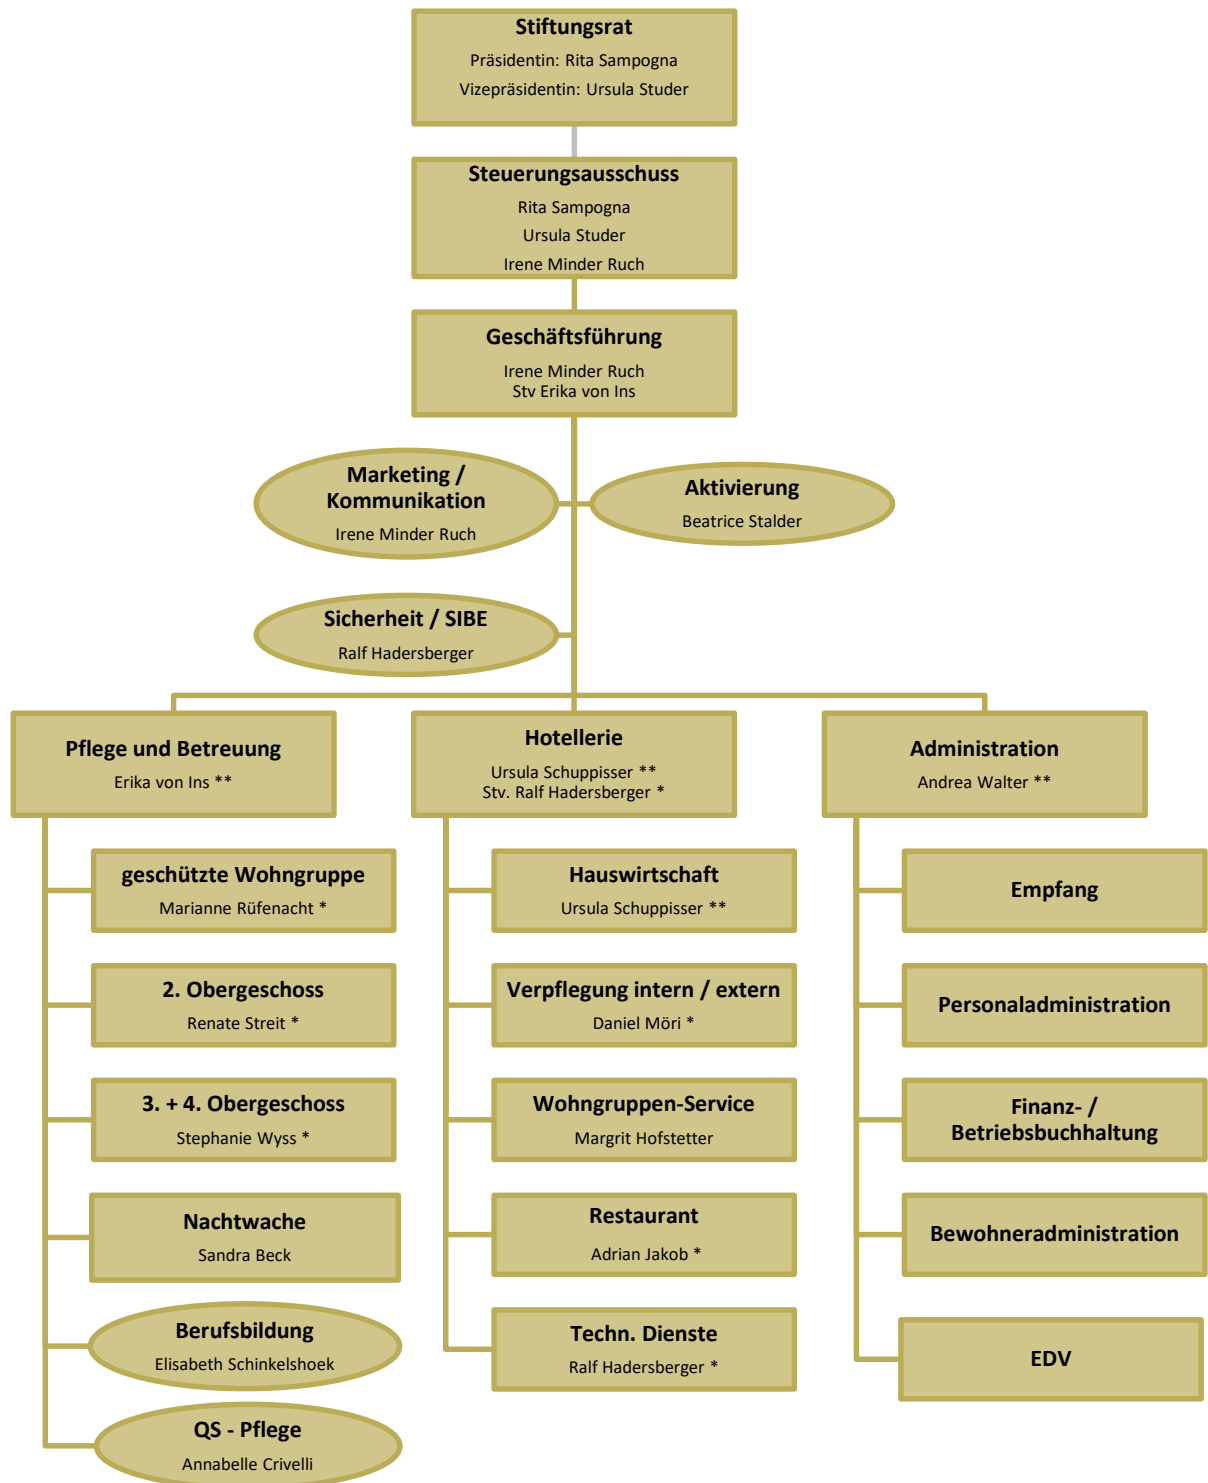 Stiftungsrat
Präsidentin: Rita Sampogna
Vizepräsidentin: Ursula Studer
Steuerungsausschuss
Rita Sampogna
Ursula Studer
Irene Minder Ruch
Geschäftsführung
Irene Minder Ruch
Stv Erika von Ins
Marketing /
Kommunikation
Irene Minder Ruch
Aktivierung
Beatrice Stalder
Sicherheit / SIBE
Ralf Hadersberger
Pflege und Betreuung
Erika von Ins **
geschützte Wohngruppe
Marianne Rüfenacht *
2. Obergeschoss
Renate Streit *
3. + 4. Obergeschoss
Stephanie Wyss *
Nachtwache
Sandra Beck
Berufsbildung
Elisabeth Schinkelshoek
QS - Pflege
Annabelle Crivelli
Hotellerie
Ursula Schuppisser **
Stv. Ralf Hadersberger *
Hauswirtschaft
Ursula Schuppisser **
Verpflegung intern / extern
Daniel Möri *
Wohngruppen-Service
Margrit Hofstetter
Restaurant
Adrian Jakob *
Techn. Dienste
Ralf Hadersberger *
Administration
Andrea Walter **
Empfang
Personaladministration
Finanz- /
Betriebsbuchhaltung
Bewohneradministration
EDV